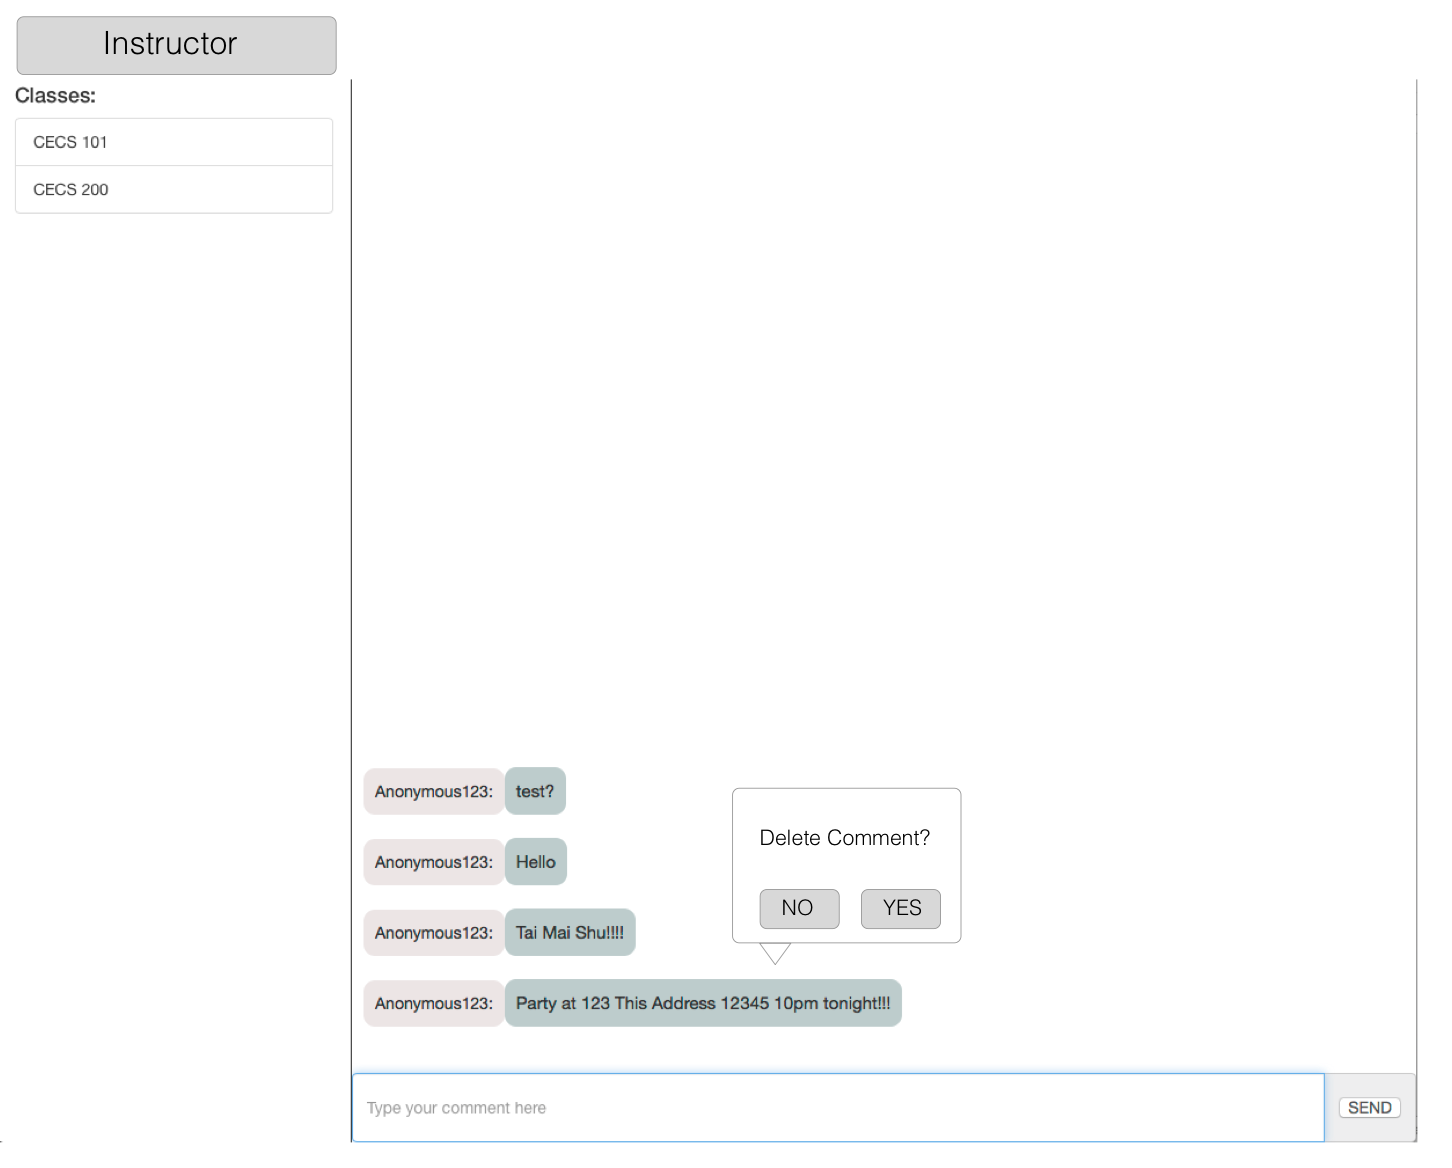 Instructor
Classes:
CECS 101
CECS 200
Anonymous123: test?
Anonymous123: Hello
Delete Comment?
NO YES
Anonymous123: Tai Mai Shu!!!!
Anonymous123: Party at 123 This Address 12345 10pm tonight!!!
Type your comment here
SEND